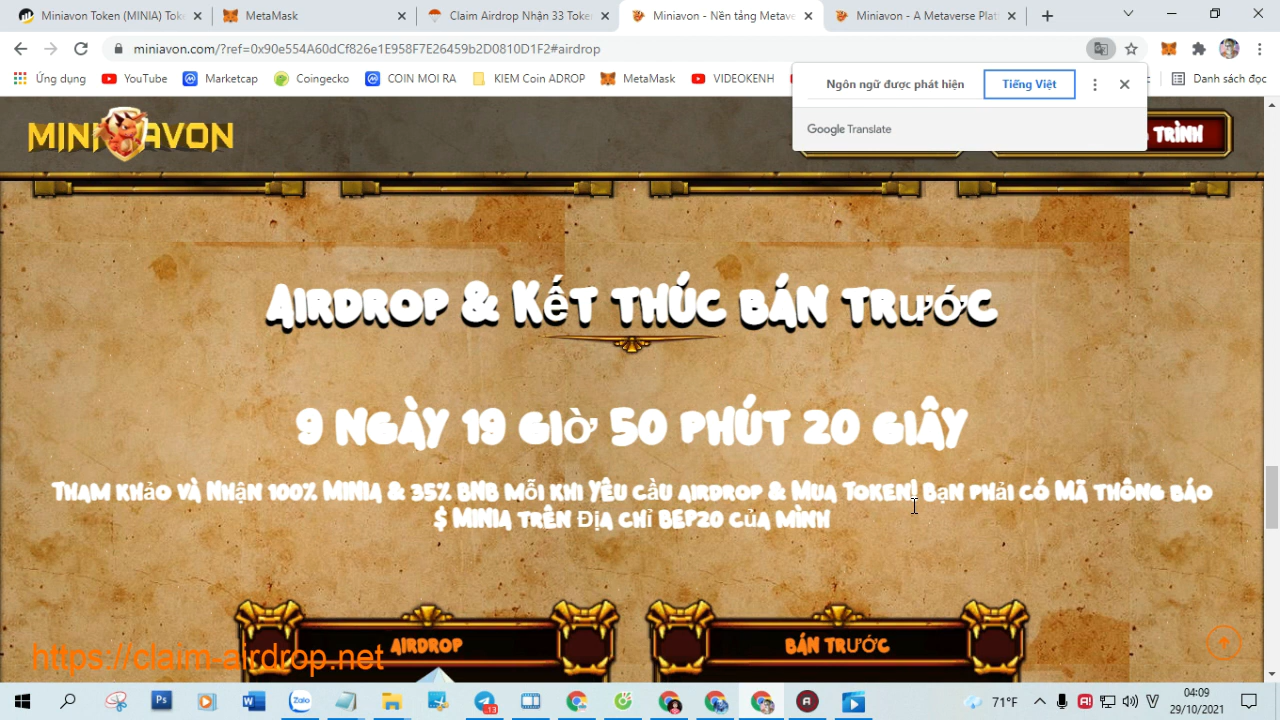 Miniavon Token (MINIA) Tok
MetaMask
Claim Airdrop Nhận 33 Token
Miniavon - Nền tảng Metave
Miniavon - A Metaverse Plat
miniavon.com/?ref=0x90e554A60dCf826e1E958F7E26459b2D0810D1F2#airdrop
Ứng dụng
YouTube
Marketcap
Coingecko
COIN MOI RA
KIEM Coin ADROP
MetaMask
VIDEOKENH
Danh sách đọc
Ngôn ngữ được phát hiện
Tiếng Việt
Google Translate
MINIAVON
TRÌNH
Airdrop & Kết thúc bán trước
9 Ngày 19 giờ 50 phút 20 giây
Tham khảo và Nhận 100% MINIA & 35% BNB mỗi khi Yêu cầu airdrop & Mua Token! Bạn phải có Mã thông báo
$ MINIA trên Địa chỉ BEP20 của mình
AIRDROP
BÁN TRƯỚC
https://claim-airdrop.net
13
71°F
04:09
29/10/2021